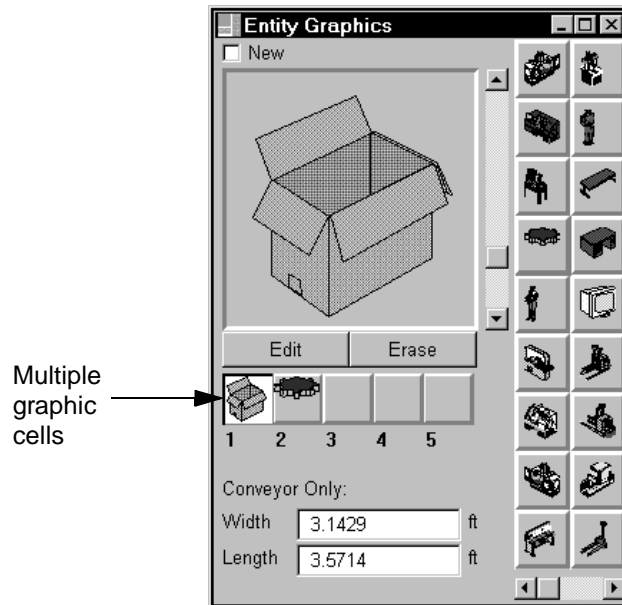 Entity Graphics
New
Edit Erase
Multiple
graphic
cells
1 2 3 4 5
Conveyor Only:
Width 3.1429 ft
Length 3.5714 ft